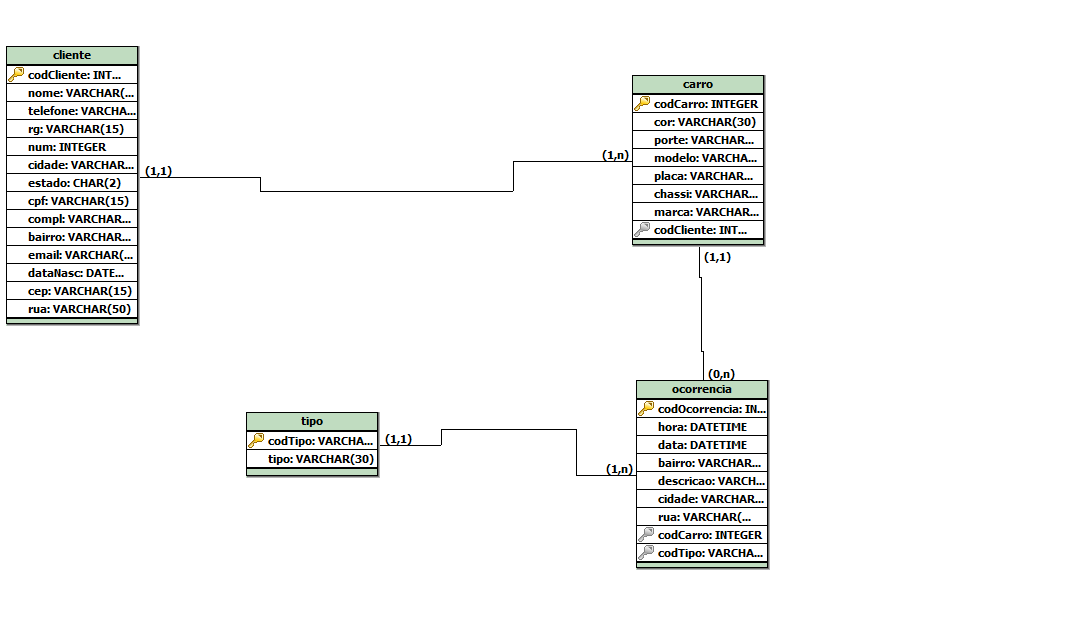 cliente
codCliente: INT...
nome: VARCHAR(...
telefone: VARCHA...
rg: VARCHAR(15)
num: INTEGER
cidade: VARCHAR...
estado: CHAR(2)
cpf: VARCHAR(15)
compl: VARCHAR...
bairro: VARCHAR...
email: VARCHAR(...
dataNasc: DATE...
cep: VARCHAR(15)
rua: VARCHAR(50)
(1,1)
(1,n)
carro
codCarro: INTEGER
cor: VARCHAR(30)
porte: VARCHAR...
modelo: VARCHA...
placa: VARCHAR...
chassi: VARCHAR...
marca: VARCHAR...
codCliente: INT...
(1,1)
(0,n)
tipo
codTipo: VARCHA...
tipo: VARCHAR(30)
(1,1)
(1,n)
ocorrencia
codOcorrencia: IN...
hora: DATETIME
data: DATETIME
bairro: VARCHAR...
descricao: VARCH...
cidade: VARCHAR...
rua: VARCHAR(...
codCarro: INTEGER
codTipo: VARCHA...